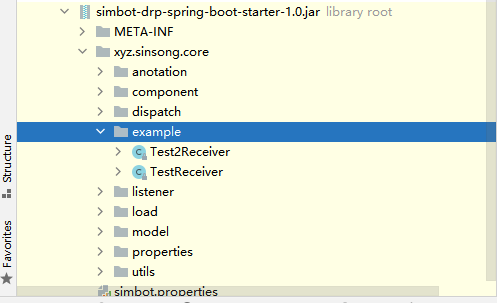 simbot-drp-spring-boot-starter-1.0.jar library root
META-INF
xyz.sinsong.core
anotation
component
dispatch
example
Test2Receiver
TestReceiver
listener
load
model
properties
utils
simbot.properties
Structure
Favorites